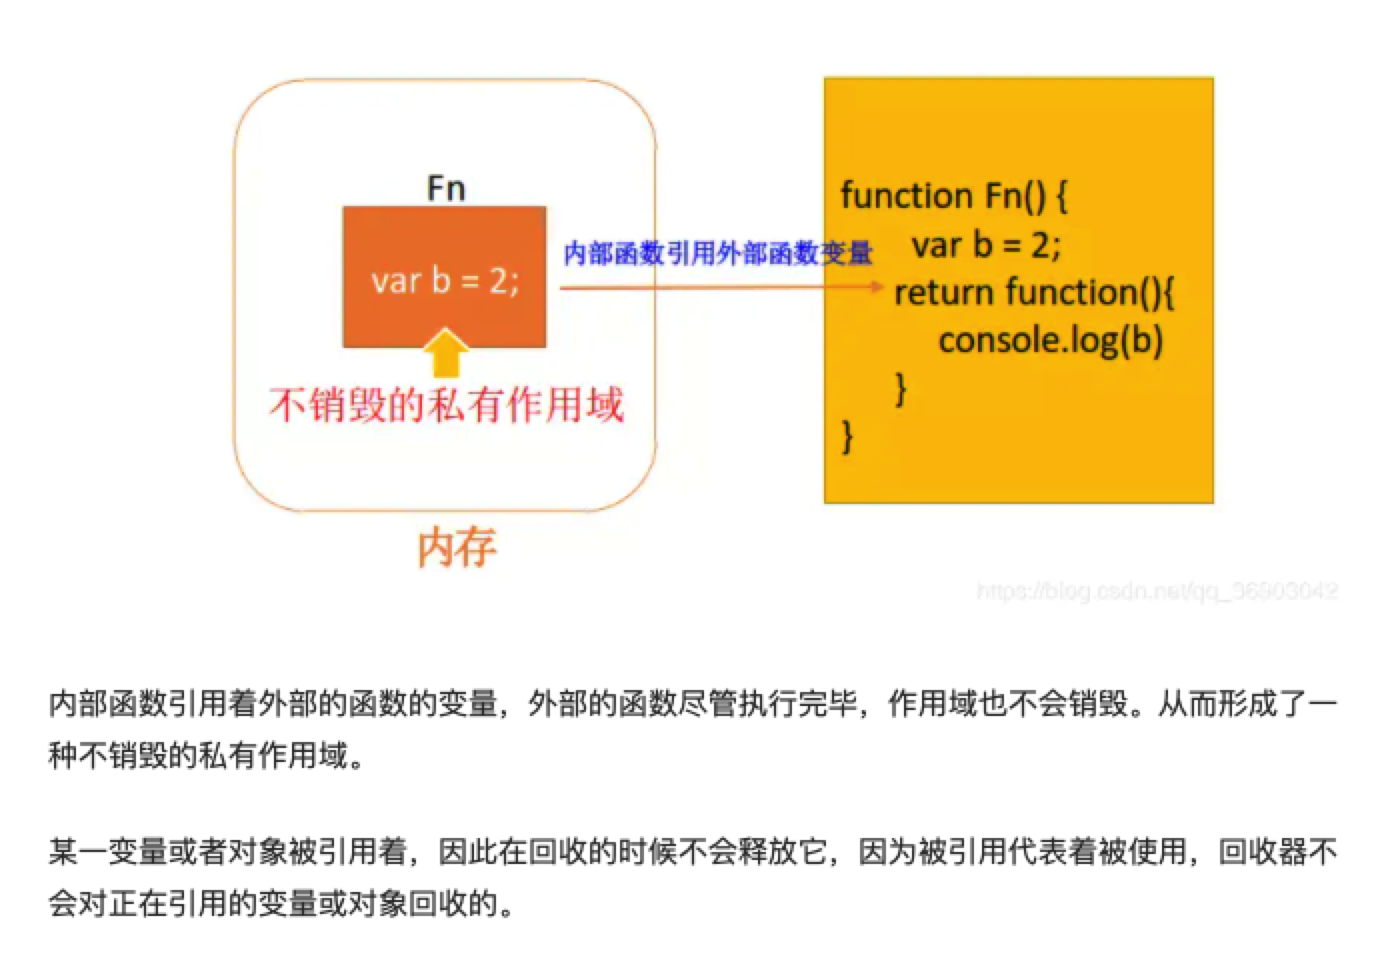 Fn
var b = 2;
不销毁的私有作用域
内存
内部函数引用外部函数变量
function Fn() {
var b = 2;
return function(){
console.log(b)
}
}
https://blog.csdn.net/qq_36903042
内部函数引用着外部的函数的变量，外部的函数尽管执行完毕，作用域也不会销毁。从而形成了一
种不销毁的私有作用域。
某一变量或者对象被引用着，因此在回收的时候不会释放它，因为被引用代表着被使用，回收器不
会对正在引用的变量或对象回收的。